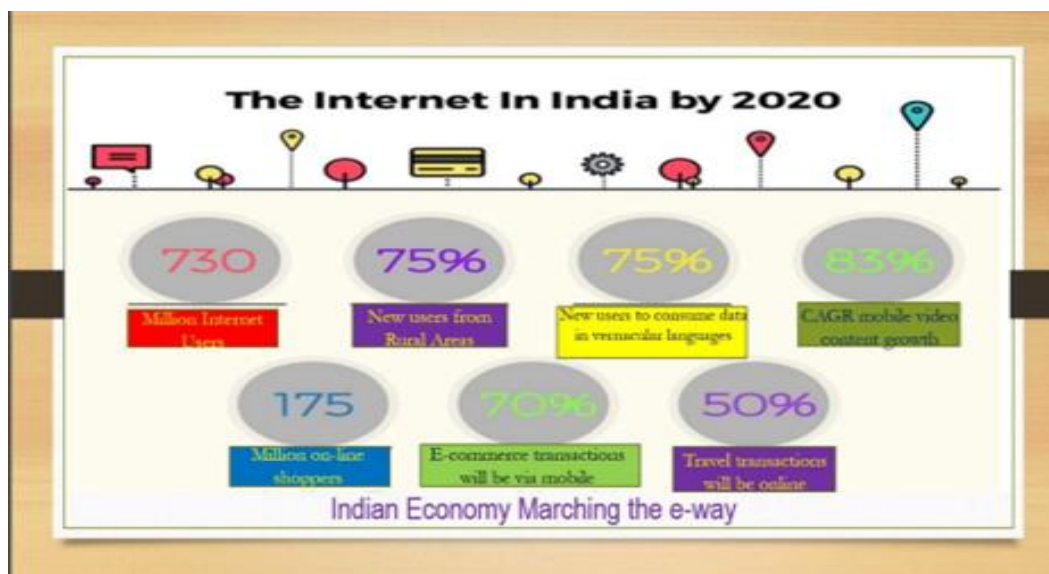 The Internet In India by 2020
730
75%
75%
83%
Million Internet
Users
New users from
Rural Areas
New users to consume data
in vernacular languages
CAGR mobile video
content growth
175
70%
50%
Million on-line
shoppers
E-commerce transactions
will be via mobile
Travel transactions
will be online
Indian Economy Marching the e-way